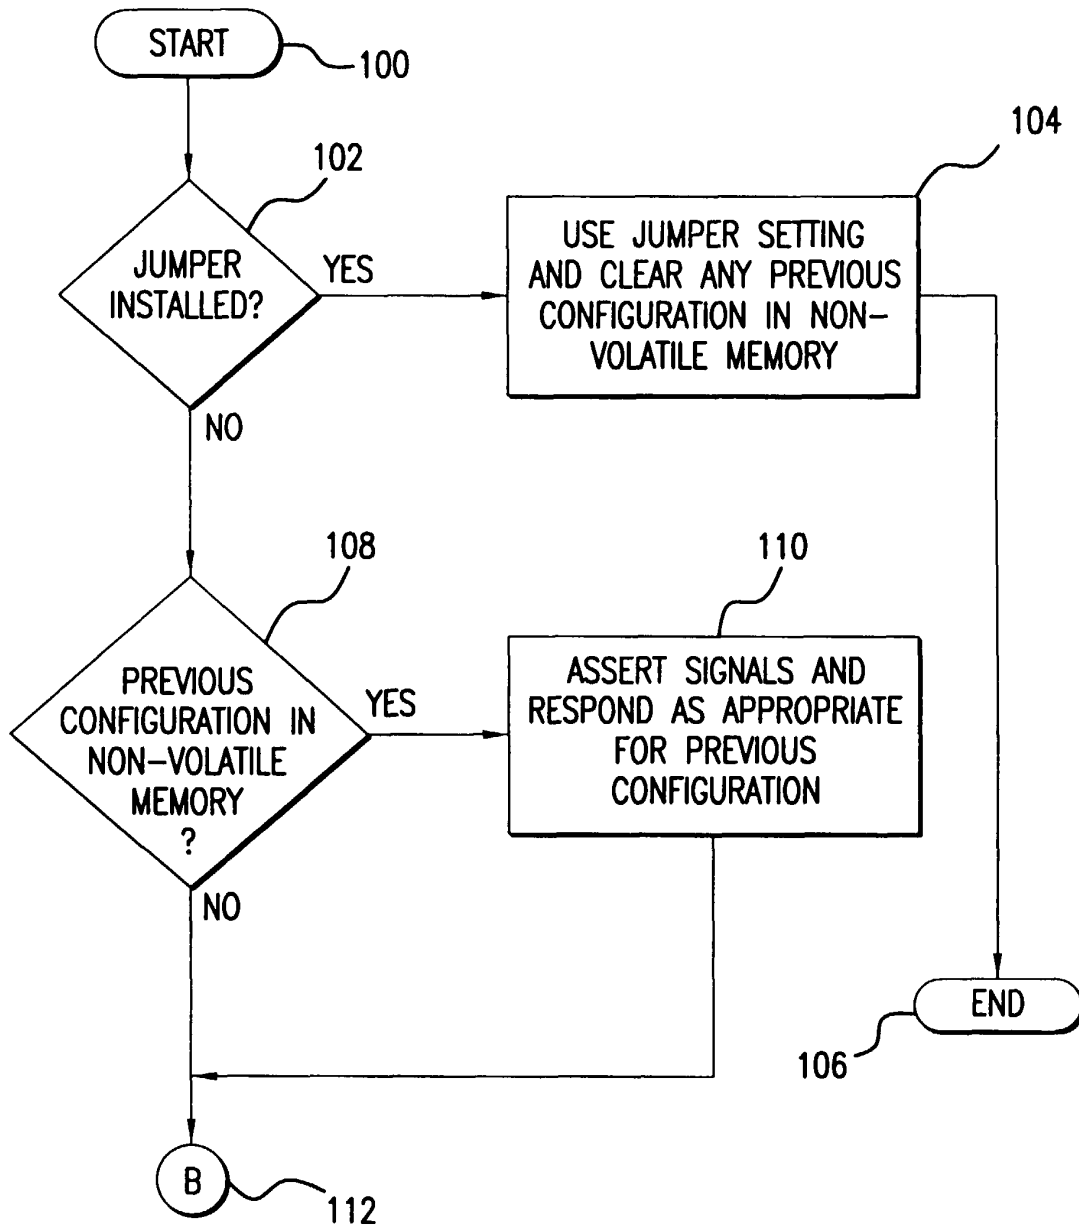 START
100
102
JUMPER
INSTALLED?
YES
104
USE JUMPER SETTING
AND CLEAR ANY PREVIOUS
CONFIGURATION IN NON-
VOLATILE MEMORY
NO
108
PREVIOUS
CONFIGURATION IN
NON-VOLATILE
MEMORY
?
YES
110
ASSERT SIGNALS AND
RESPOND AS APPROPRIATE
FOR PREVIOUS
CONFIGURATION
NO
END
106
B
112